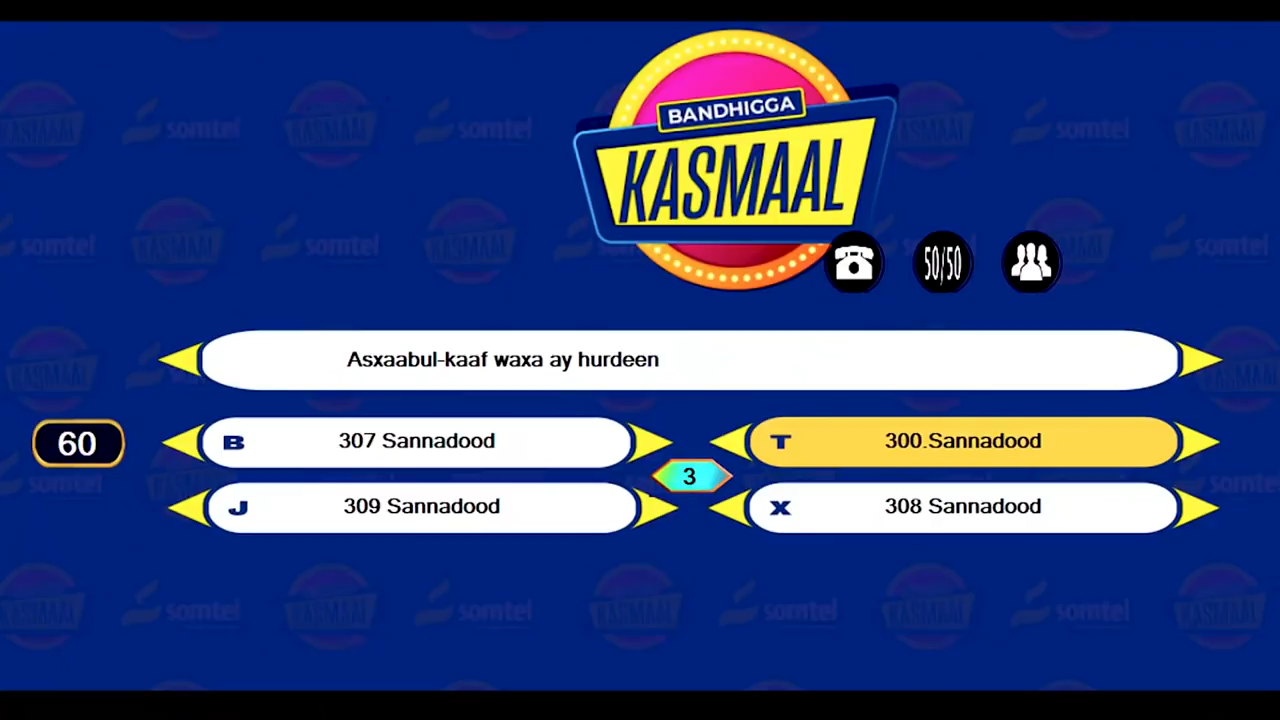 BANDHIGGA
KASMAAL
50/50
Asxaabul-kaaf waxa ay hurdeen
60
B 307 Sannadood
T 300.Sannadood
3
J 309 Sannadood
X 308 Sannadood
somtel